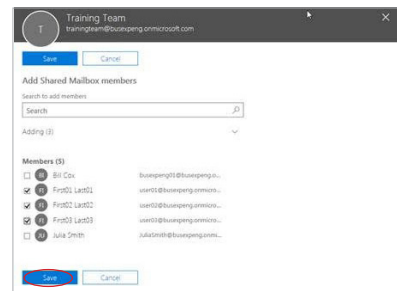 T
Training Team
trainingteam@busexpeng.onmicrosoft.com
Save Cancel
Add Shared Mailbox members
Search to add members
Search
Adding (3)
Members (5)
Bill Cox busexpeng01@busexpeng.o...
First01 Last01 user01@busexpeng.onmicro...
First02 Last02 user02@busexpeng.onmicro...
First03 Last03 user03@busexpeng.onmicro...
Julia Smith JuliaSmith@busexpeng.onmi...
Save Cancel